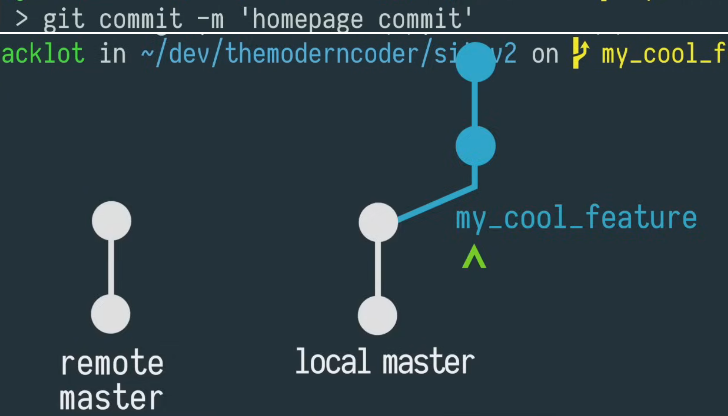 > git commit -m 'homepage commit'
acklot in ~/dev/themoderncoder/si v2 on my_cool_f
my_cool_feature
^
remote
master
local master